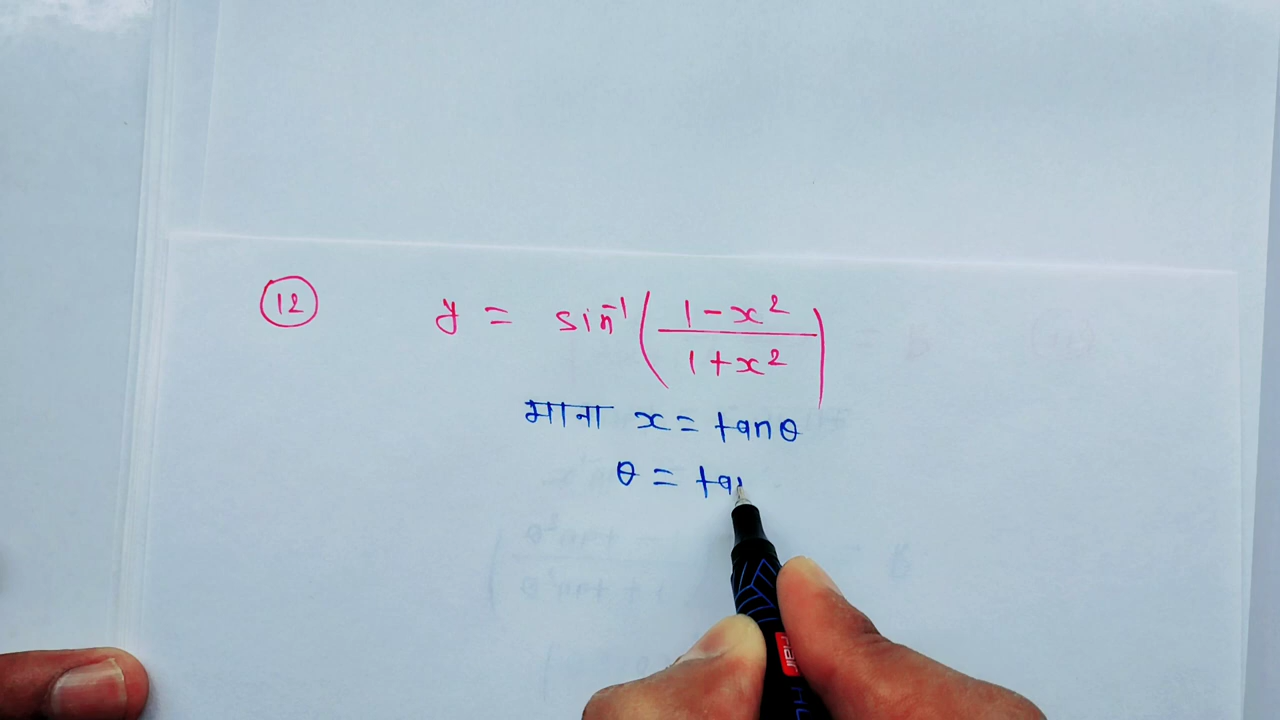 12 y = sin⁻¹ ( 1 - x² / 1 + x² )
माना x = tanθ
θ = ta